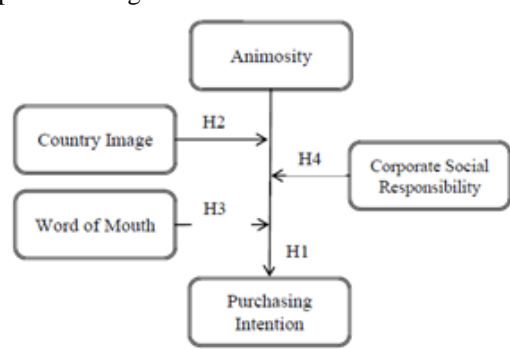 Animosity
H2
Country Image
H4
Corporate Social
Responsibility
H3
Word of Mouth
H1
Purchasing
Intention